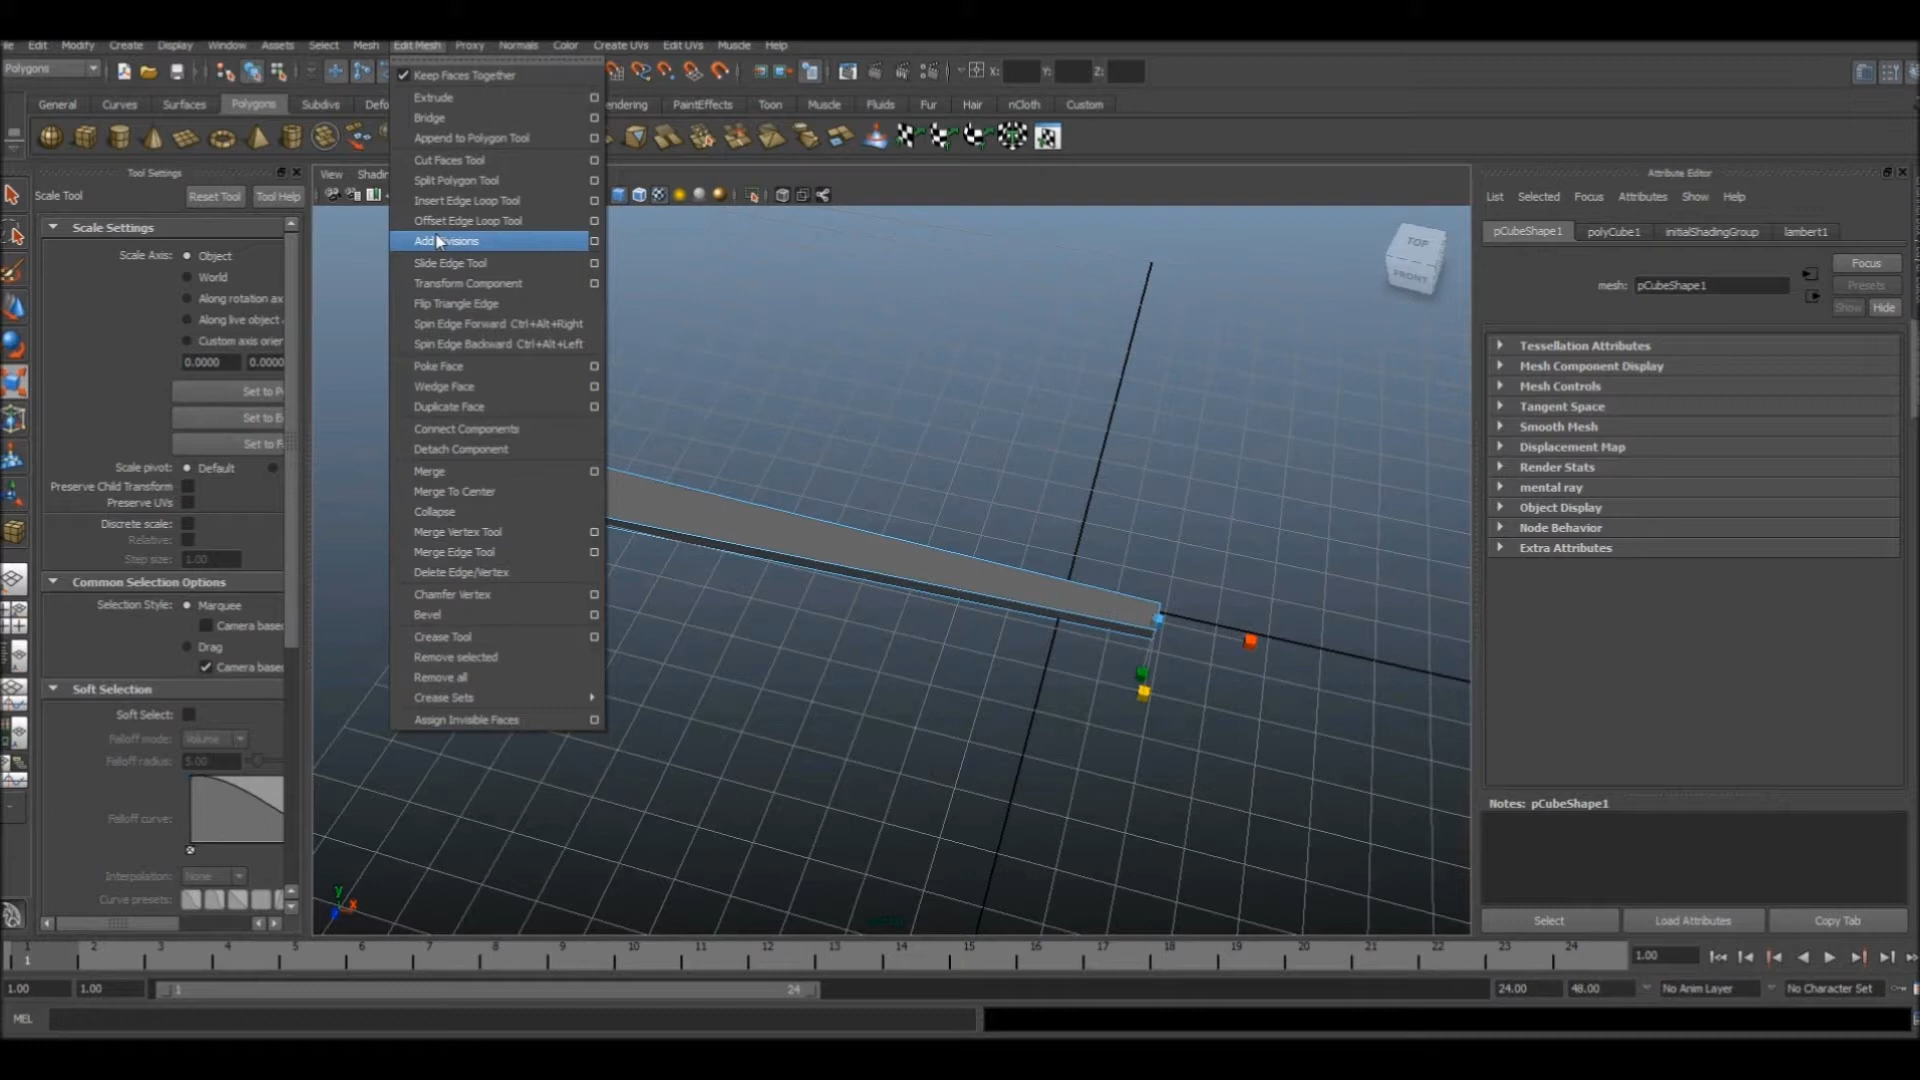 le Edit Modify Create Display Window Assets Select Mesh Edit Mesh Proxy Normals Color Create UVs Edit UVs Muscle Help
Polygons
X: Y: Z:
General Curves Surfaces Polygons Subdivs Defo
endering PaintEffects Toon Muscle Fluids Fur Hair nCloth Custom
Keep Faces Together
Extrude
Bridge
Append to Polygon Tool
Cut Faces Tool
Split Polygon Tool
Insert Edge Loop Tool
Offset Edge Loop Tool
Add visions
Slide Edge Tool
Transform Component
Flip Triangle Edge
Spin Edge Forward Ctrl+Alt+Right
Spin Edge Backward Ctrl+Alt+Left
Poke Face
Wedge Face
Duplicate Face
Connect Components
Detach Component
Merge
Merge To Center
Collapse
Merge Vertex Tool
Merge Edge Tool
Delete Edge/Vertex
Chamfer Vertex
Bevel
Crease Tool
Remove selected
Remove all
Crease Sets
Assign Invisible Faces
Tool Settings
Scale Tool Reset Tool Tool Help
Scale Settings
Scale Axis: Object
World
Along rotation ax
Along live object
Custom axis orier
0.0000 0.0000
Set to P
Set to E
Set to F
Scale pivot: Default
Preserve Child Transform
Preserve UVs
Discrete scale:
Relative:
Step size: 1.00
Common Selection Options
Selection Style: Marquee
Camera base
Drag
Camera base
Soft Selection
Soft Select:
Falloff mode: Volume
Falloff radius: 5.00
Falloff curve:
Interpolation: None
Curve presets:
View Shadin
TOP
FRONT
y
x
Attribute Editor
List Selected Focus Attributes Show Help
pCubeShape1 polyCube1 initialShadingGroup lambert1
mesh: pCubeShape1
Focus
Presets
Show Hide
Tessellation Attributes
Mesh Component Display
Mesh Controls
Tangent Space
Smooth Mesh
Displacement Map
Render Stats
mental ray
Object Display
Node Behavior
Extra Attributes
Notes: pCubeShape1
Select Load Attributes Copy Tab
1 2 3 4 5 6 7 8 9 10 11 12 13 14 15 16 17 18 19 20 21 22 23 24
1 1.00
1.00 1.00 1 24 24.00 48.00 No Anim Layer No Character Set
MEL